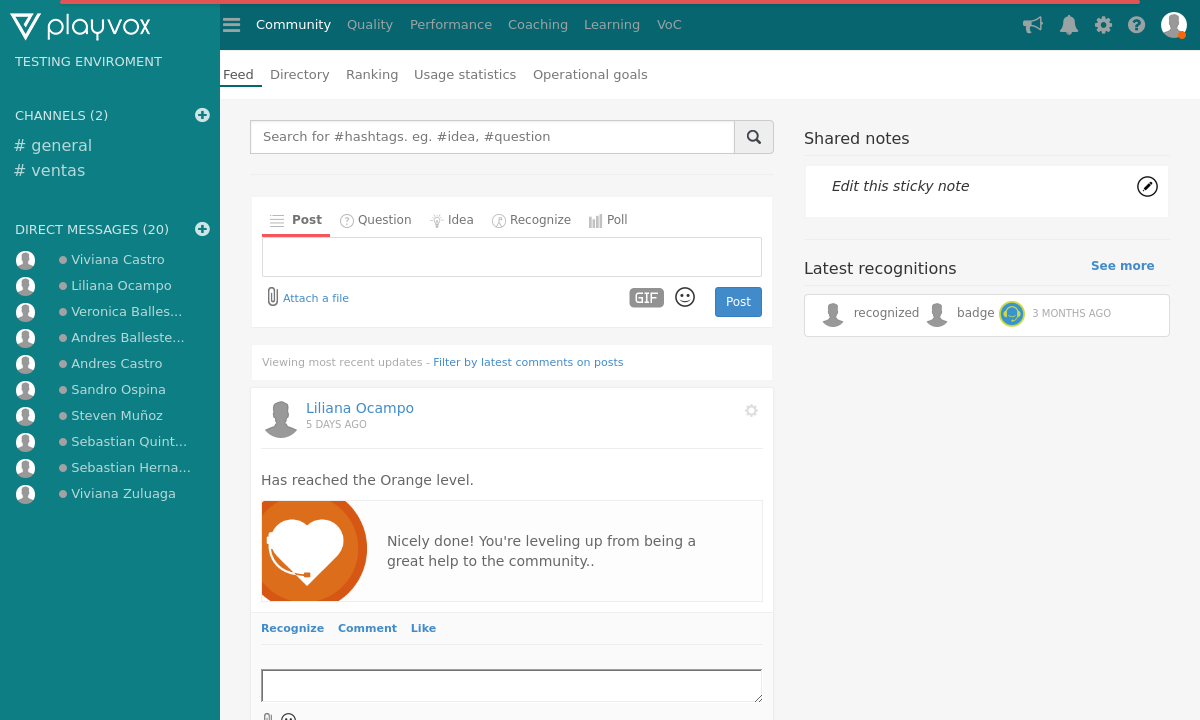 playvox
TESTING ENVIROMENT
CHANNELS (2)
# general
# ventas
DIRECT MESSAGES (20)
Viviana Castro
Liliana Ocampo
Veronica Balles...
Andres Balleste...
Andres Castro
Sandro Ospina
Steven Muñoz
Sebastian Quint...
Sebastian Herna...
Viviana Zuluaga
Community Quality Performance Coaching Learning VoC
Feed Directory Ranking Usage statistics Operational goals
Search for #hashtags. eg. #idea, #question
Post Question Idea Recognize Poll
Attach a file GIF Post
Viewing most recent updates - Filter by latest comments on posts
Liliana Ocampo
5 DAYS AGO
Has reached the Orange level.
Nicely done! You're leveling up from being a
great help to the community..
Recognize Comment Like
Shared notes
Edit this sticky note
Latest recognitions See more
recognized badge 3 MONTHS AGO